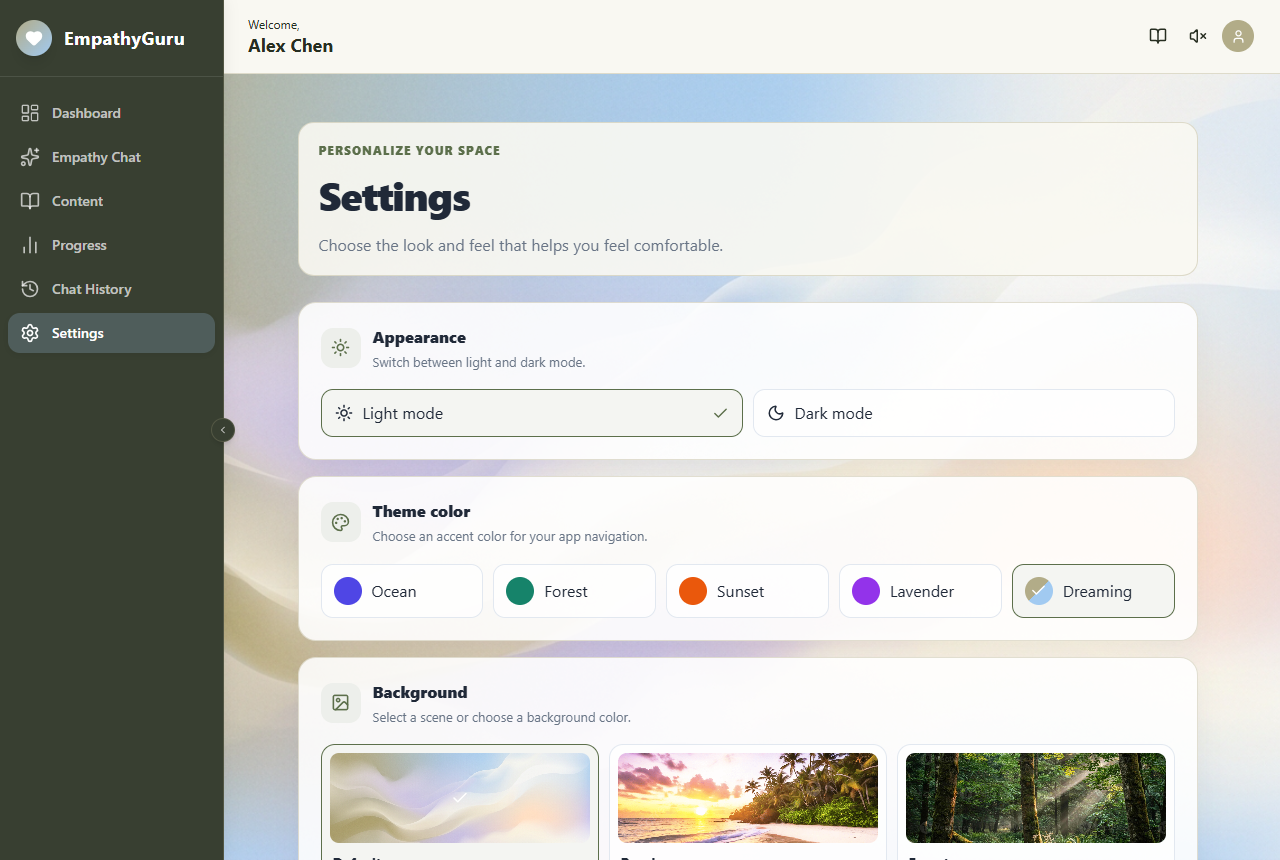 EmpathyGuru
Welcome,
Alex Chen
Dashboard
Empathy Chat
Content
Progress
Chat History
Settings
PERSONALIZE YOUR SPACE
Settings
Choose the look and feel that helps you feel comfortable.
Appearance
Switch between light and dark mode.
Light mode
Dark mode
Theme color
Choose an accent color for your app navigation.
Ocean
Forest
Sunset
Lavender
Dreaming
Background
Select a scene or choose a background color.